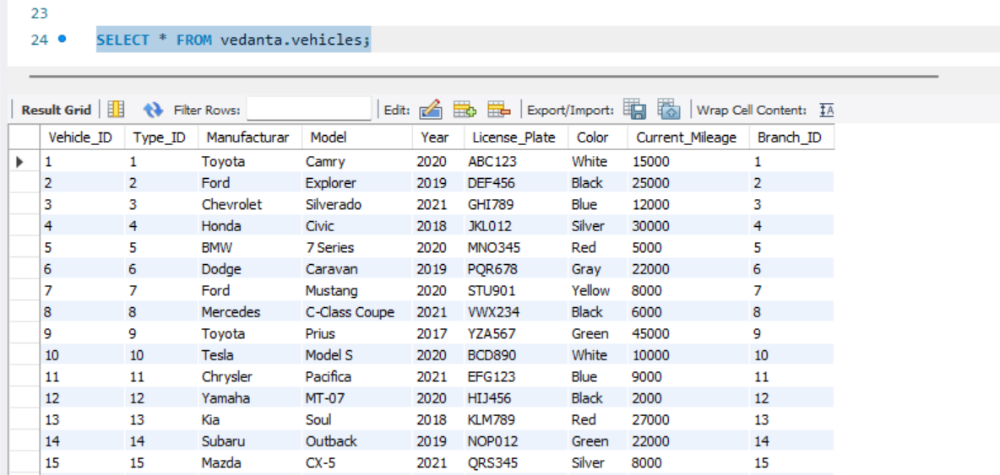 23
24 SELECT * FROM vedanta.vehicles;
Result Grid Filter Rows: Edit: Export/Import: Wrap Cell Content: IA
Vehicle_ID Type_ID Manufacturar Model Year License_Plate Color Current_Mileage Branch_ID
1 1 Toyota Camry 2020 ABC123 White 15000 1
2 2 Ford Explorer 2019 DEF456 Black 25000 2
3 3 Chevrolet Silverado 2021 GHI789 Blue 12000 3
4 4 Honda Civic 2018 JKL012 Silver 30000 4
5 5 BMW 7 Series 2020 MNO345 Red 5000 5
6 6 Dodge Caravan 2019 PQR678 Gray 22000 6
7 7 Ford Mustang 2020 STU901 Yellow 8000 7
8 8 Mercedes C-Class Coupe 2021 VWX234 Black 6000 8
9 9 Toyota Prius 2017 YZA567 Green 45000 9
10 10 Tesla Model S 2020 BCD890 White 10000 10
11 11 Chrysler Pacifica 2021 EFG123 Blue 9000 11
12 12 Yamaha MT-07 2020 HIJ456 Black 2000 12
13 13 Kia Soul 2018 KLM789 Red 27000 13
14 14 Subaru Outback 2019 NOP012 Green 22000 14
15 15 Mazda CX-5 2021 QRS345 Silver 8000 15